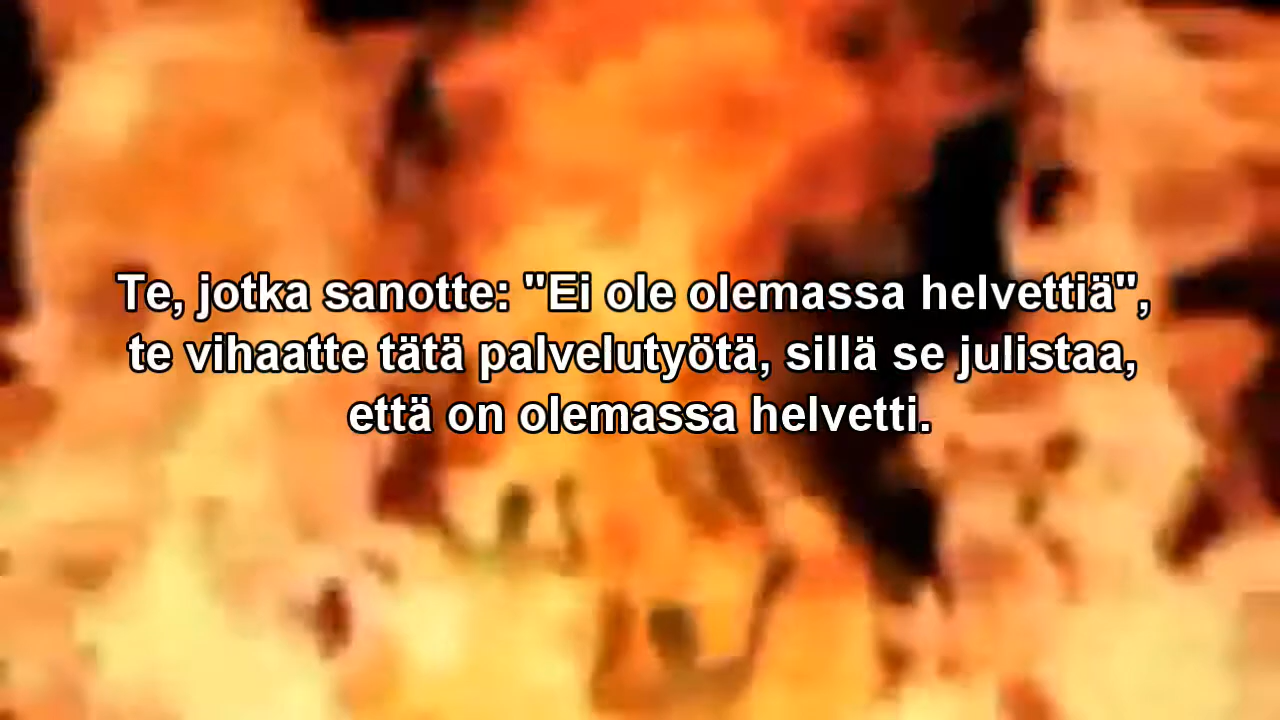 Te, jotka sanotte: "Ei ole olemassa helvettiä",
te vihaatte tätä palvelutyötä, sillä se julistaa,
että on olemassa helvetti.